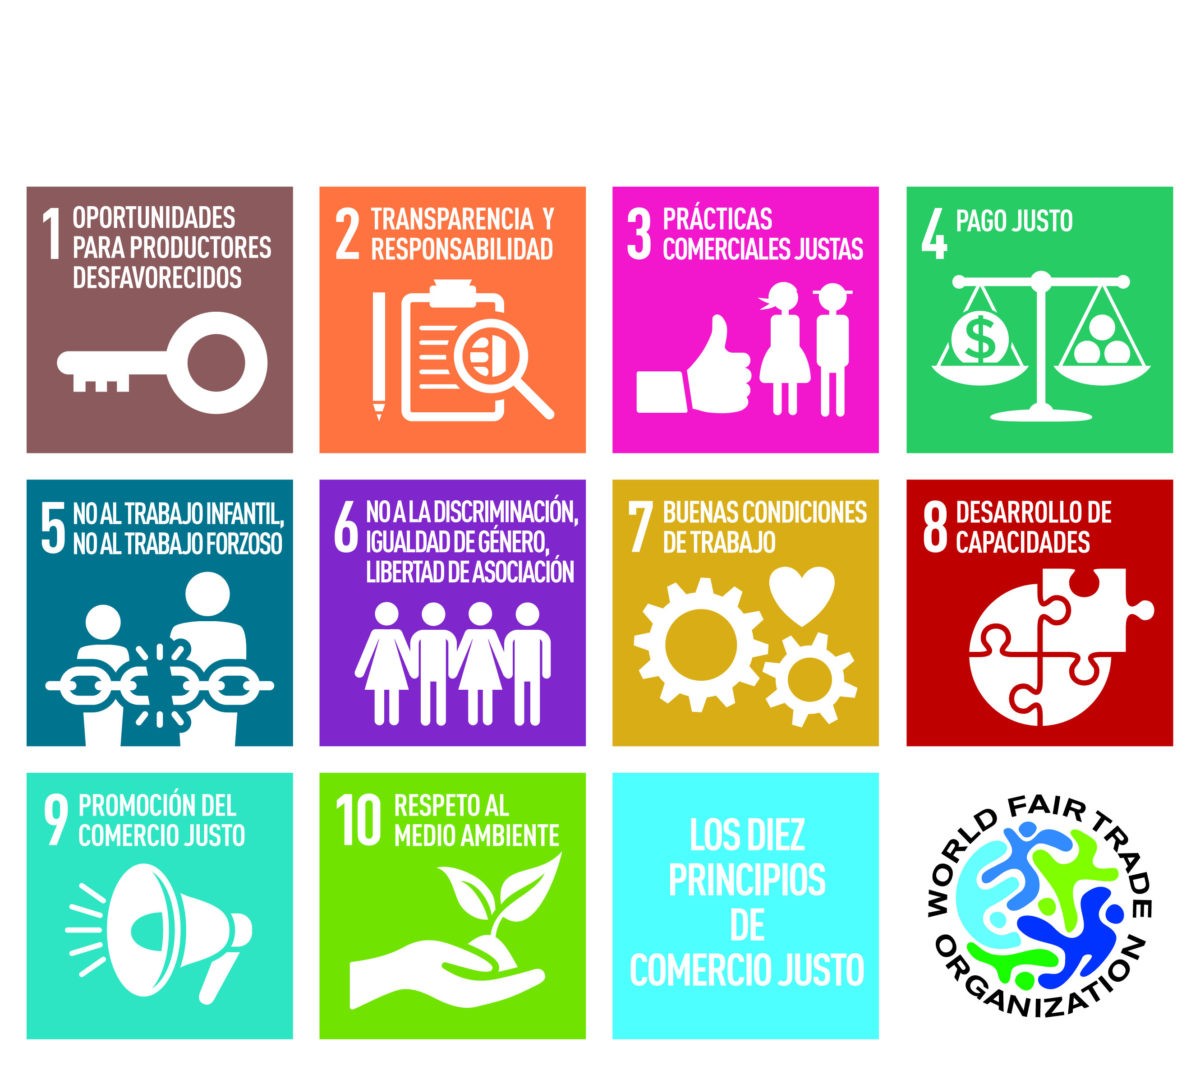 1 OPORTUNIDADES
PARA PRODUCTORES
DESFAVORECIDOS
2 TRANSPARENCIA Y
RESPONSABILIDAD
3 PRÁCTICAS
COMERCIALES JUSTAS
4 PAGO JUSTO
$
5 NO AL TRABAJO INFANTIL,
NO AL TRABAJO FORZOSO
6 NO A LA DISCRIMINACIÓN,
IGUALDAD DE GÉNERO,
LIBERTAD DE ASOCIACIÓN
7 BUENAS CONDICIONES
DE TRABAJO
8 DESARROLLO DE
CAPACIDADES
9 PROMOCIÓN DEL
COMERCIO JUSTO
10 RESPETO AL
MEDIO AMBIENTE
LOS DIEZ
PRINCIPIOS
DE
COMERCIO JUSTO
WORLD FAIR TRADE
ORGANIZATION